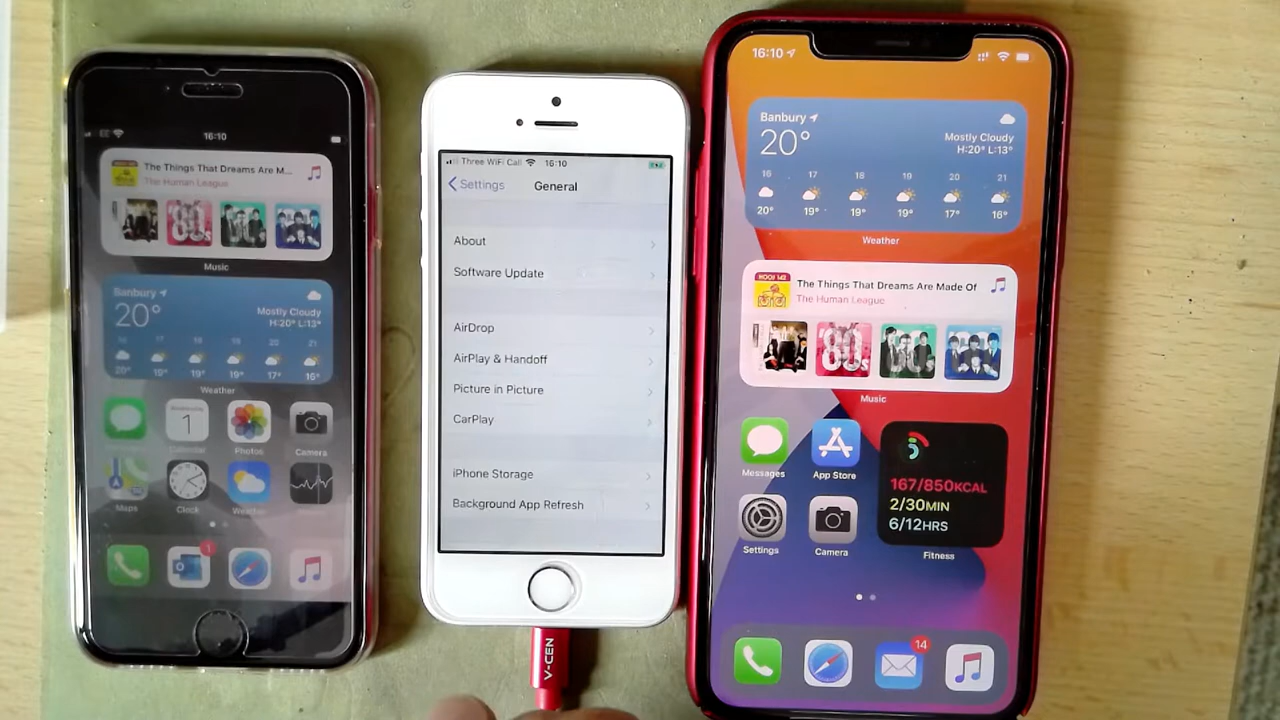 16:10
The Things That Dreams Are M...
The Human League
80s
Music
Banbury
20°
Mostly Cloudy
H:20° L:13°
16 17 18 19 20 21
20° 19° 19° 19° 17° 16°
Weather
1
Calendar
Photos
Camera
Maps
Clock
Weather
1
Three WiFi Call
16:10
Settings
General
About
Software Update
AirDrop
AirPlay & Handoff
Picture in Picture
CarPlay
iPhone Storage
Background App Refresh
V-CEN
16:10
Banbury
20°
Mostly Cloudy
H:20° L:13°
16 17 18 19 20 21
20° 19° 19° 19° 17° 16°
Weather
The Things That Dreams Are Made Of
The Human League
80s
Music
Messages
App Store
167/850KCAL
2/30MIN
6/12HRS
Settings
Camera
Fitness
14